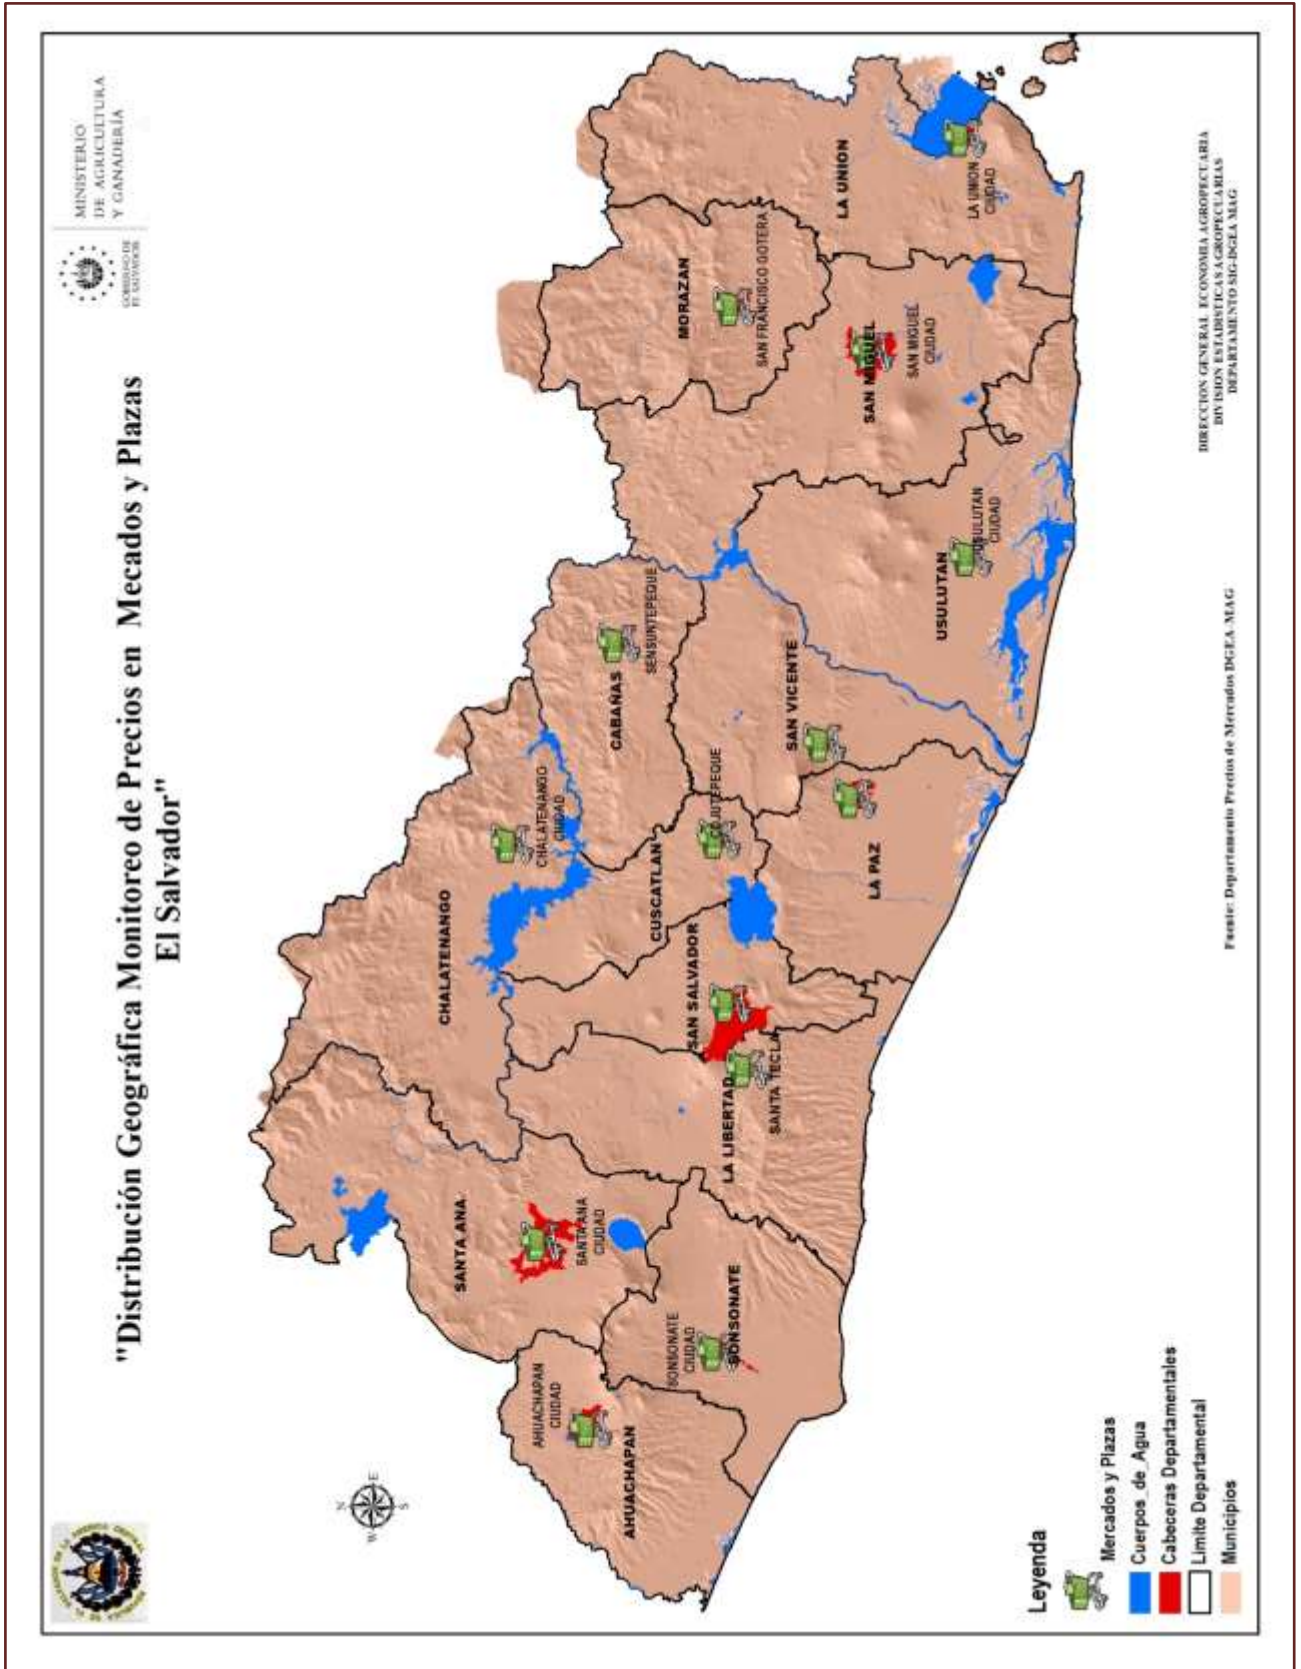 "Distribución Geográfica Monitoreo de Precios en Mecados y Plazas
El Salvador"
MINISTERIO
DE AGRICULTURA
Y GANADERÍA
GOBIERNO DE
EL SALVADOR
N
E
S
W
CHALATENANGO
CHALATENANGO
CIUDAD
SANTA ANA
SANTA ANA
CIUDAD
AHUACHAPAN
CIUDAD
AHUACHAPAN
SONSONATE
CIUDAD
SONSONATE
LA LIBERTAD
SANTA TECLA
SAN SALVADOR
CUSCATLAN
COJUTEPEQUE
CABAÑAS
SENSUNTEPEQUE
LA PAZ
SAN VICENTE
USULUTAN
USULUTAN
CIUDAD
MORAZAN
SAN FRANCISCO GOTERA
SAN MIGUEL
SAN MIGUEL
CIUDAD
LA UNION
LA UNION
CIUDAD
Leyenda
Mercados y Plazas
Cuerpos_de_Agua
Cabeceras Departamentales
Limite Departamental
Municipios
Fuente: Departamento Precios de Mercados DGEA-MAG
DIRECCION GENERAL ECONOMIA AGROPECUARIA
DIVISION ESTADISTICAS AGROPECUARIAS
DEPARTAMENTO SIG-DGEA MAG